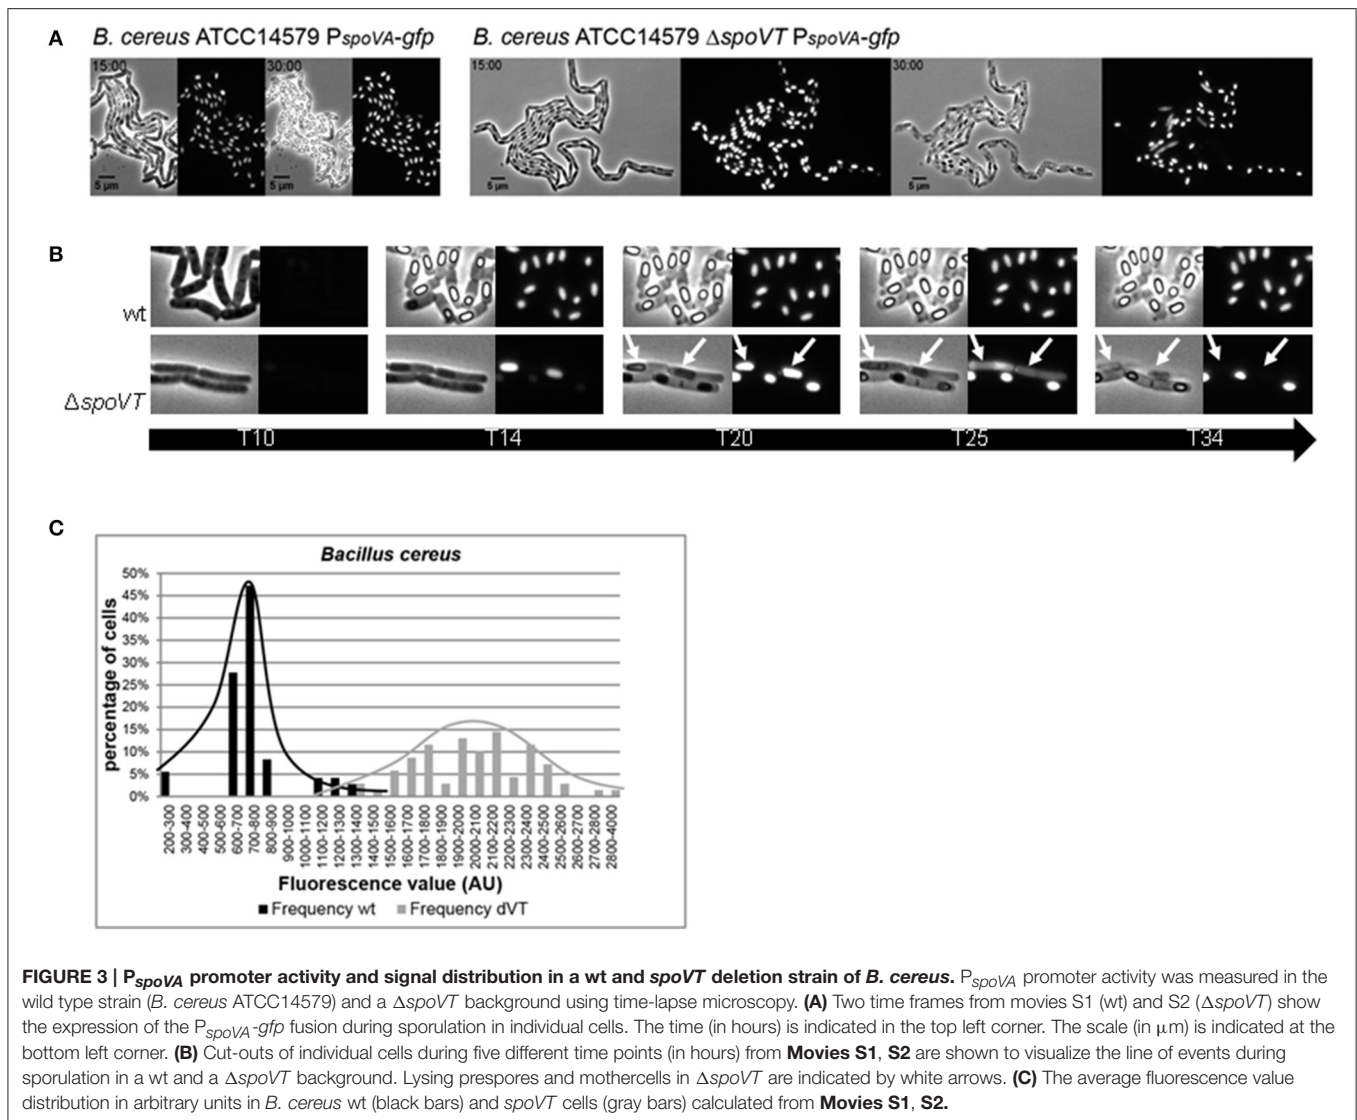 A
B. cereus ATCC14579 PspoVA-gfp
B. cereus ATCC14579 ΔspoVT PspoVA-gfp
15:00
30:00
15:00
30:00
5 µm
5 µm
5 µm
5 µm
B
wt
ΔspoVT
T10
T14
T20
T25
T34
C
Bacillus cereus
percentage of cells
50%
45%
40%
35%
30%
25%
20%
15%
10%
5%
0%
200-300
300-400
400-500
500-600
600-700
700-800
800-900
900-1000
1000-1100
1100-1200
1200-1300
1300-1400
1400-1500
1500-1600
1600-1700
1700-1800
1800-1900
1900-2000
2000-2100
2100-2200
2200-2300
2300-2400
2400-2500
2500-2600
2600-2700
2700-2800
2800-4000
Fluorescence value (AU)
Frequency wt
Frequency dVT
FIGURE 3 | PspoVA promoter activity and signal distribution in a wt and spoVT deletion strain of B. cereus. PspoVA promoter activity was measured in the
wild type strain (B. cereus ATCC14579) and a ΔspoVT background using time-lapse microscopy. (A) Two time frames from movies S1 (wt) and S2 (ΔspoVT) show
the expression of the PspoVA-gfp fusion during sporulation in individual cells. The time (in hours) is indicated in the top left corner. The scale (in µm) is indicated at the
bottom left corner. (B) Cut-outs of individual cells during five different time points (in hours) from Movies S1, S2 are shown to visualize the line of events during
sporulation in a wt and a ΔspoVT background. Lysing prespores and mothercells in ΔspoVT are indicated by white arrows. (C) The average fluorescence value
distribution in arbitrary units in B. cereus wt (black bars) and spoVT cells (gray bars) calculated from Movies S1, S2.